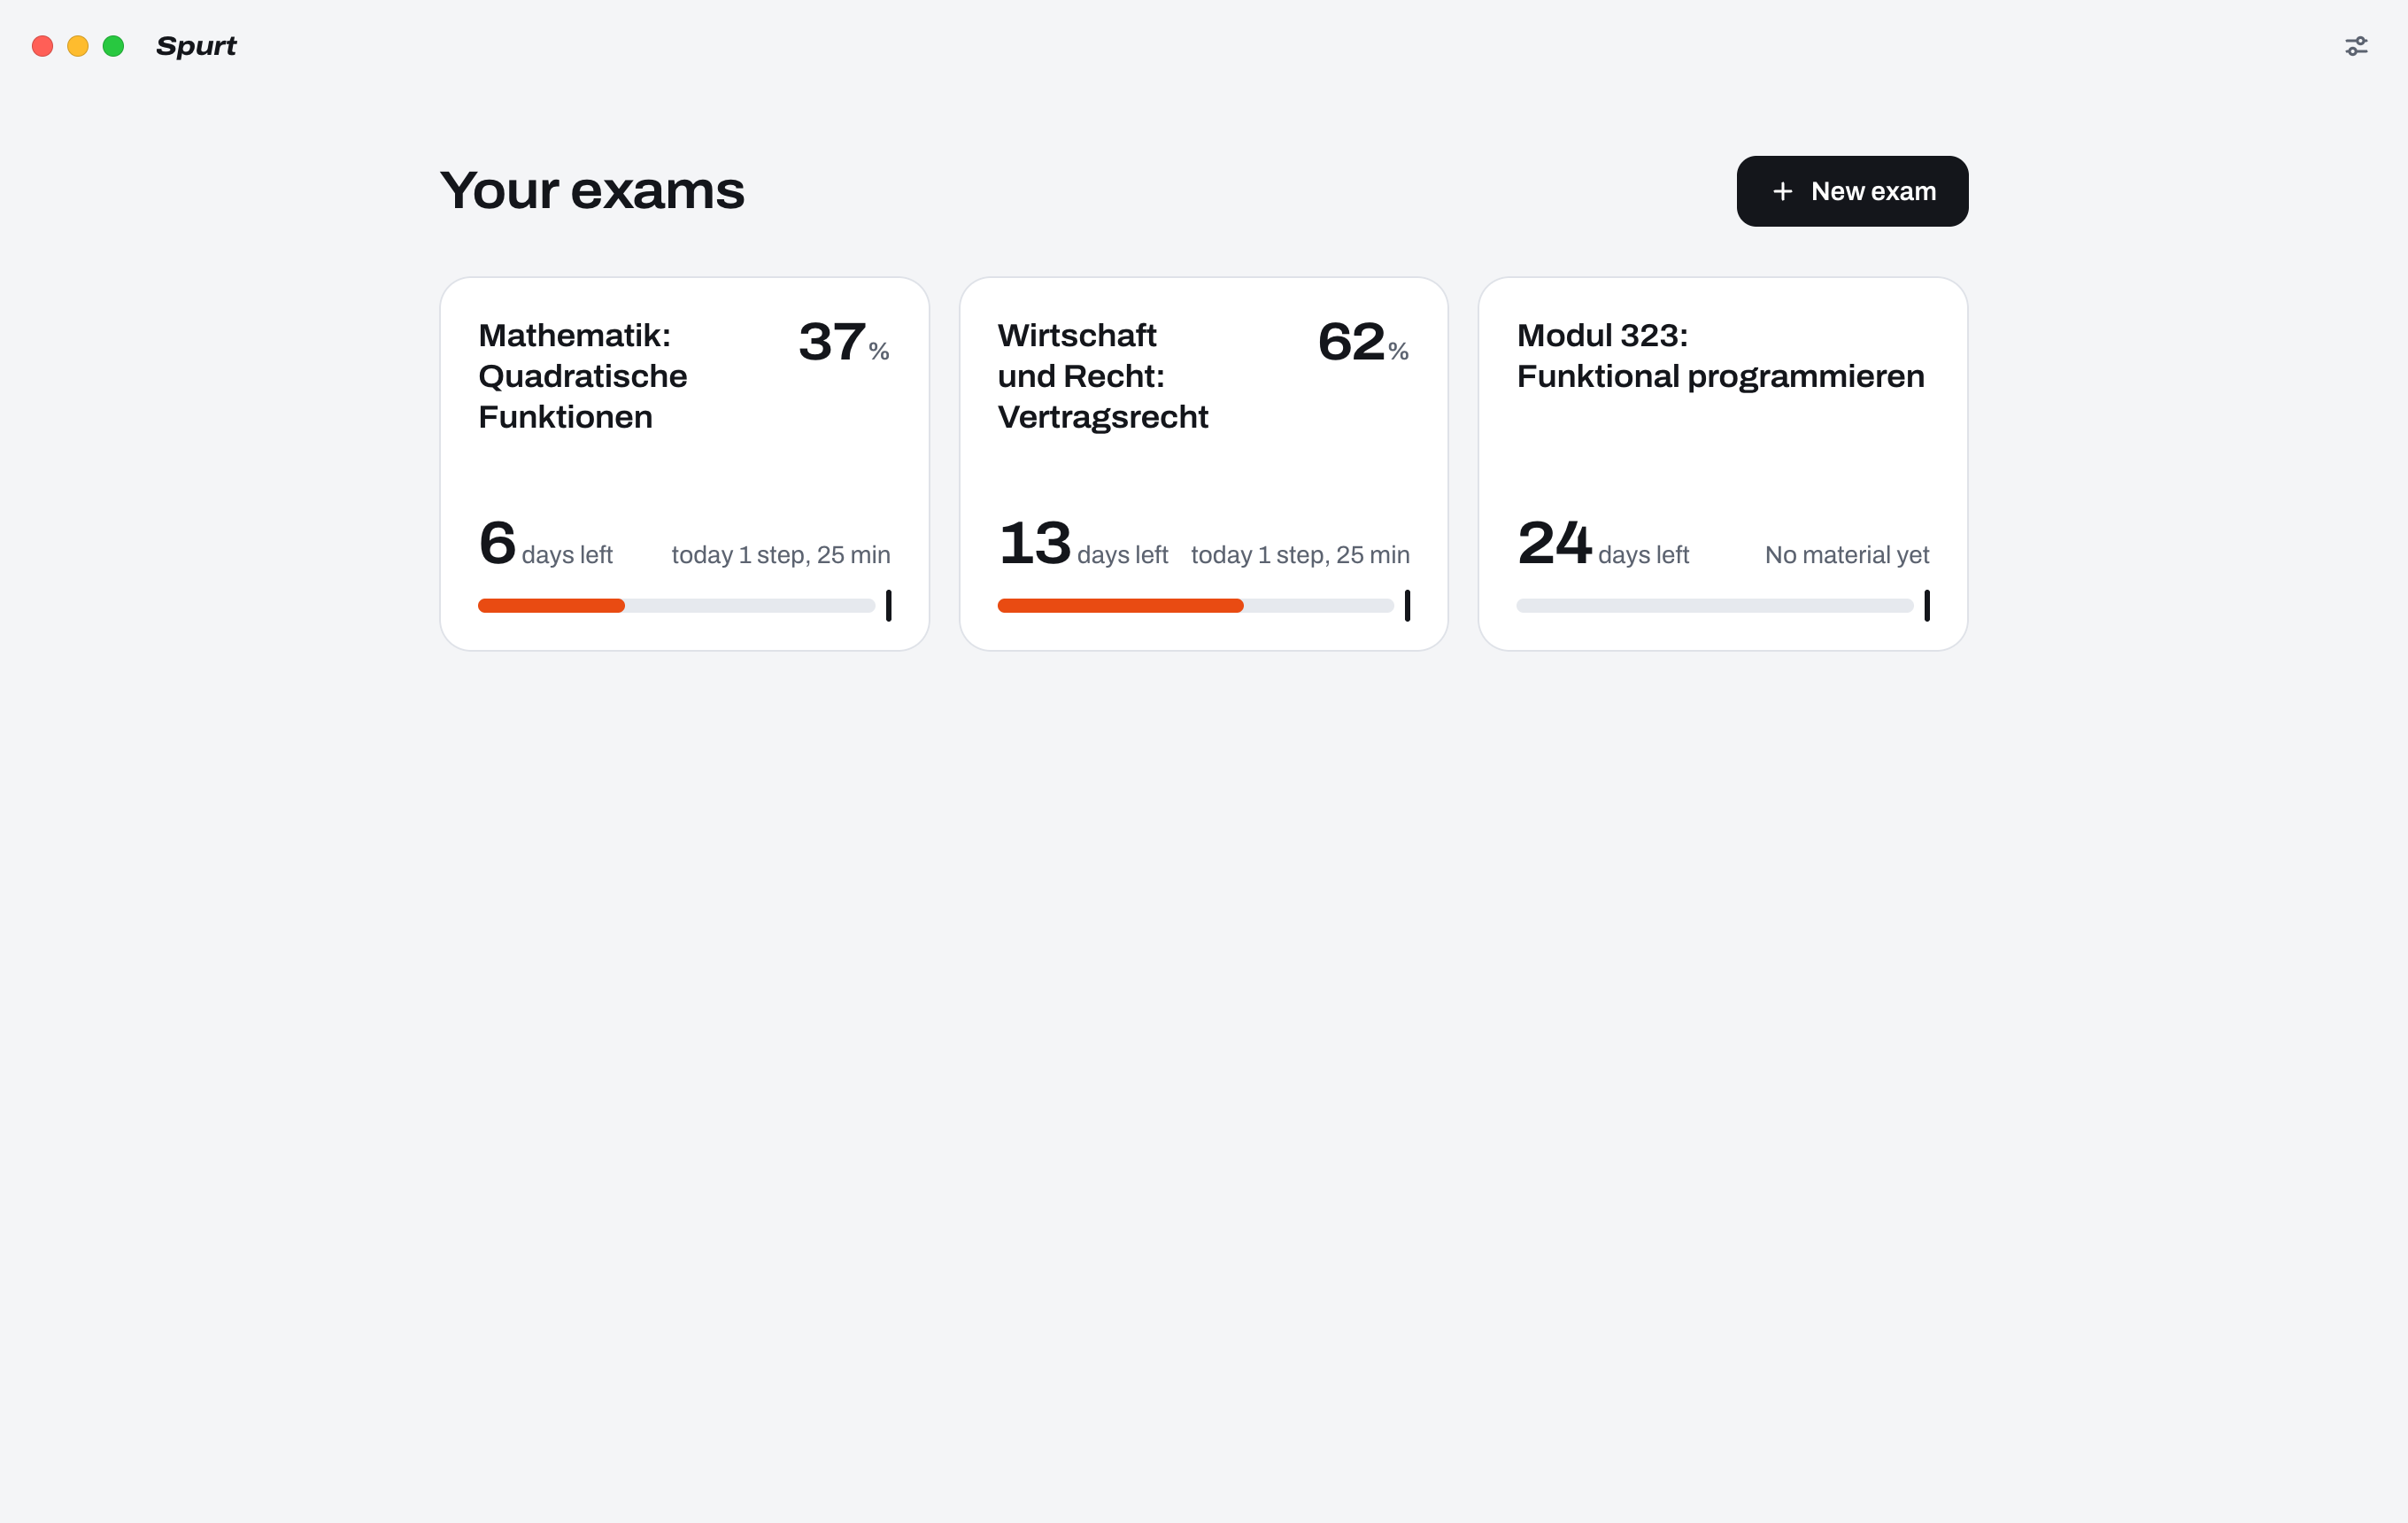 Spurt
Your exams
+ New exam
Mathematik:
Quadratische
Funktionen
37%
6 days left
today 1 step, 25 min
Wirtschaft
und Recht:
Vertragsrecht
62%
13 days left
today 1 step, 25 min
Modul 323:
Funktional programmieren
24 days left
No material yet